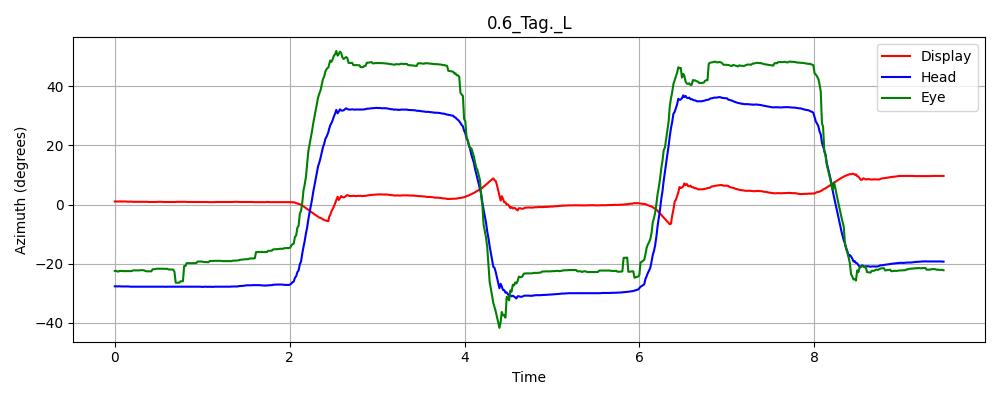 0.6_Tag._L
Display
Head
Eye
Azimuth (degrees)
40
20
0
−20
−40
0 2 4 6 8
Time